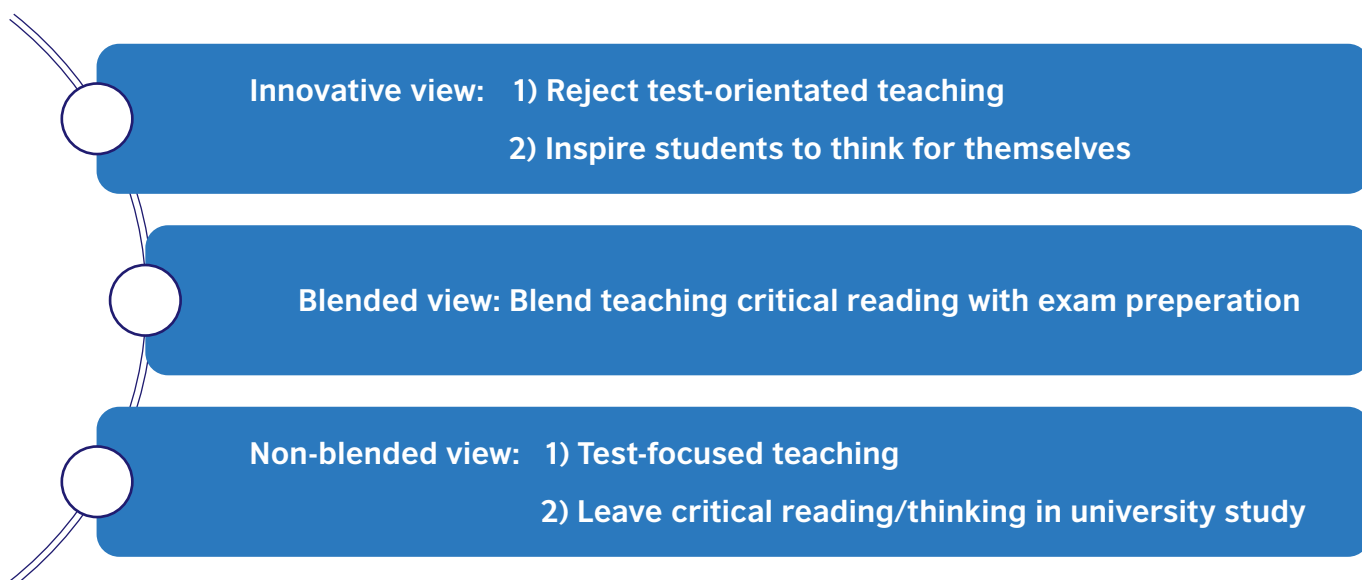 Innovative view: 1) Reject test-orientated teaching
2) Inspire students to think for themselves
Blended view: Blend teaching critical reading with exam preperation
Non-blended view: 1) Test-focused teaching
2) Leave critical reading/thinking in university study